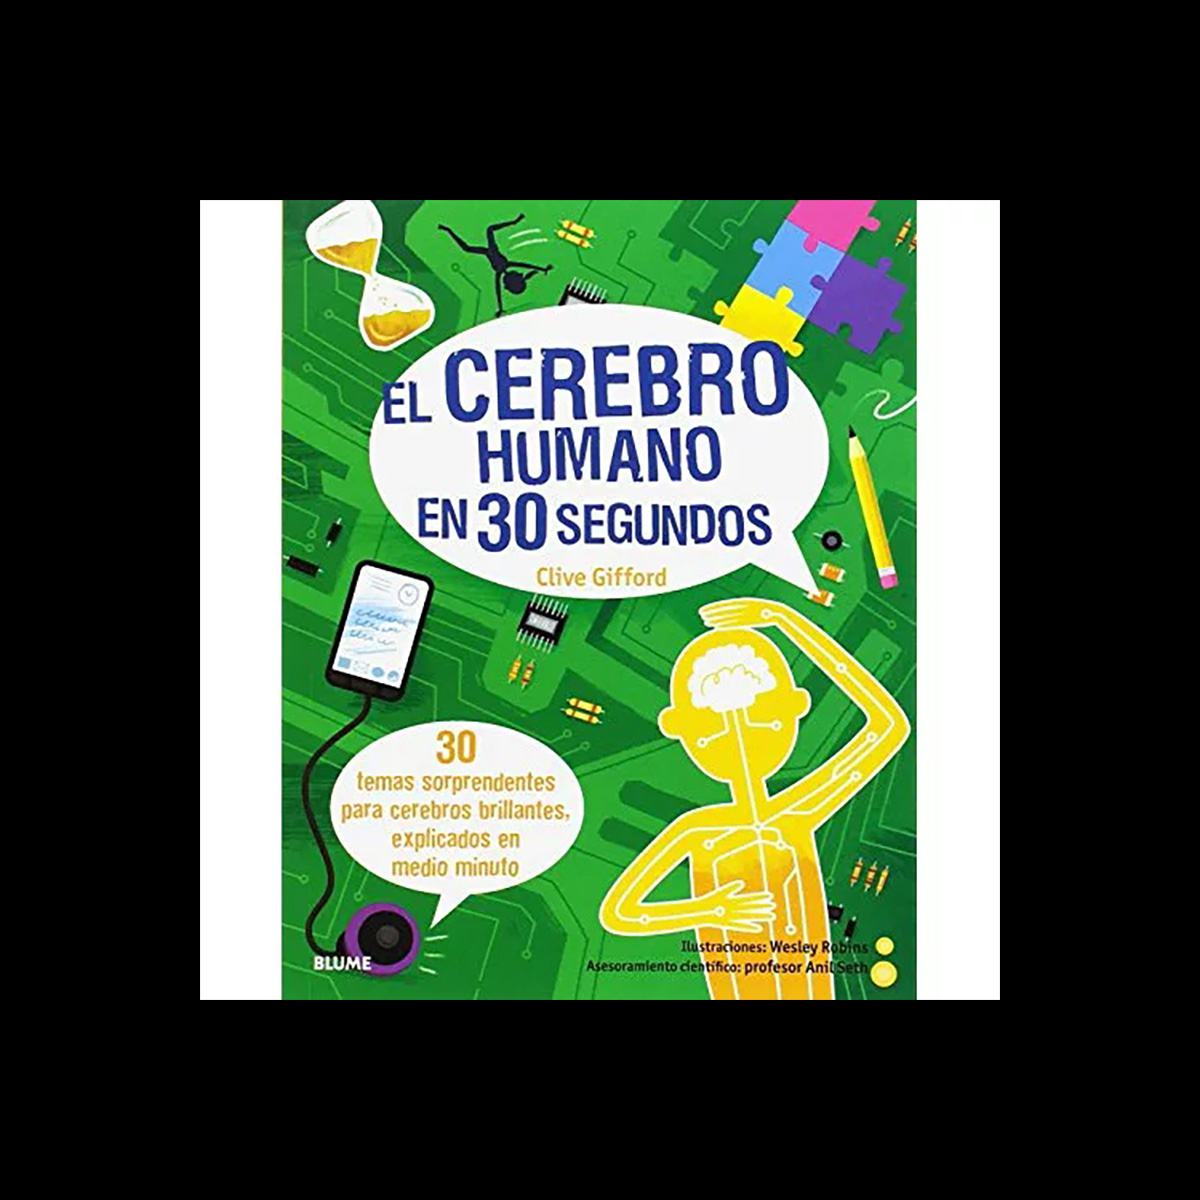 EL CEREBRO
HUMANO
EN 30 SEGUNDOS
Clive Gifford
30
temas sorprendentes
para cerebros brillantes,
explicados en
medio minuto
Ilustraciones: Wesley Robins
Asesoramiento científico: profesor Anil Seth
BLUME